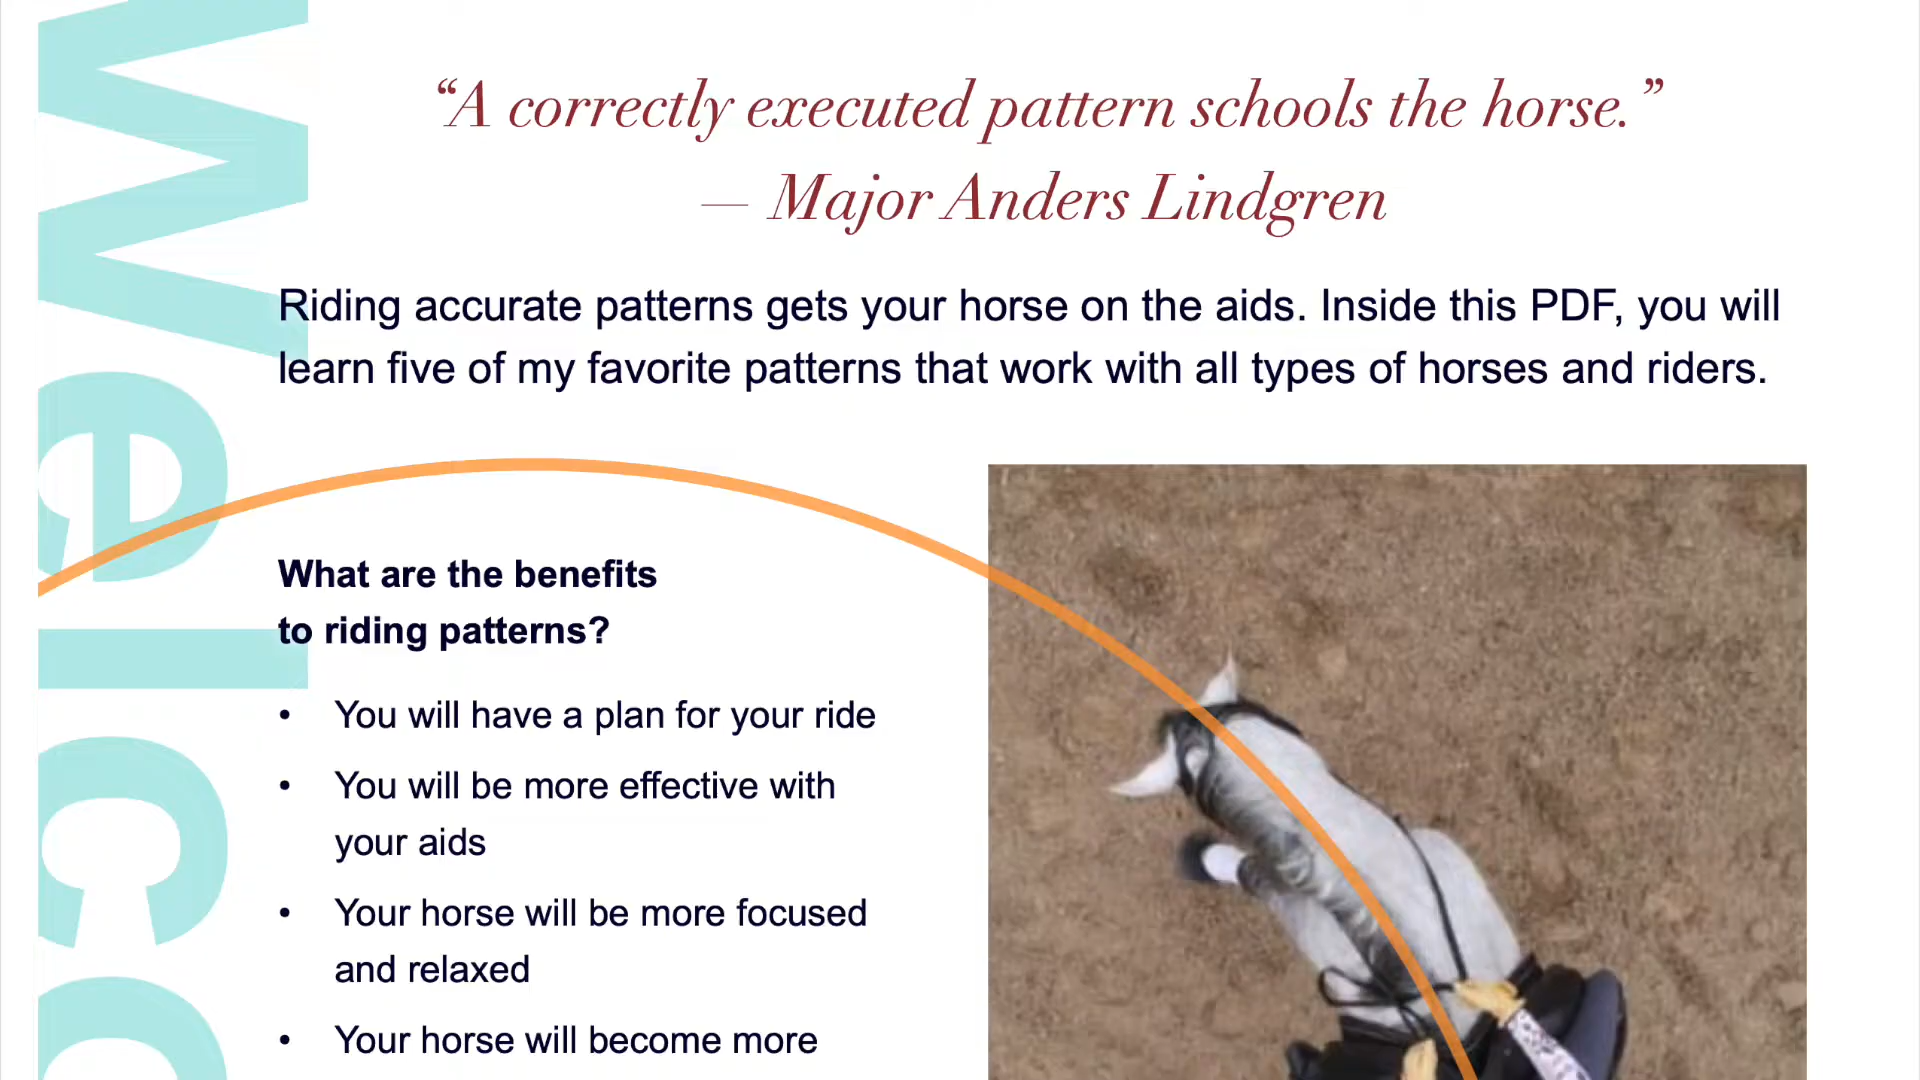 Welco
“A correctly executed pattern schools the horse.”
— Major Anders Lindgren
Riding accurate patterns gets your horse on the aids. Inside this PDF, you will
learn five of my favorite patterns that work with all types of horses and riders.
What are the benefits
to riding patterns?
• You will have a plan for your ride
• You will be more effective with
your aids
• Your horse will be more focused
and relaxed
• Your horse will become more